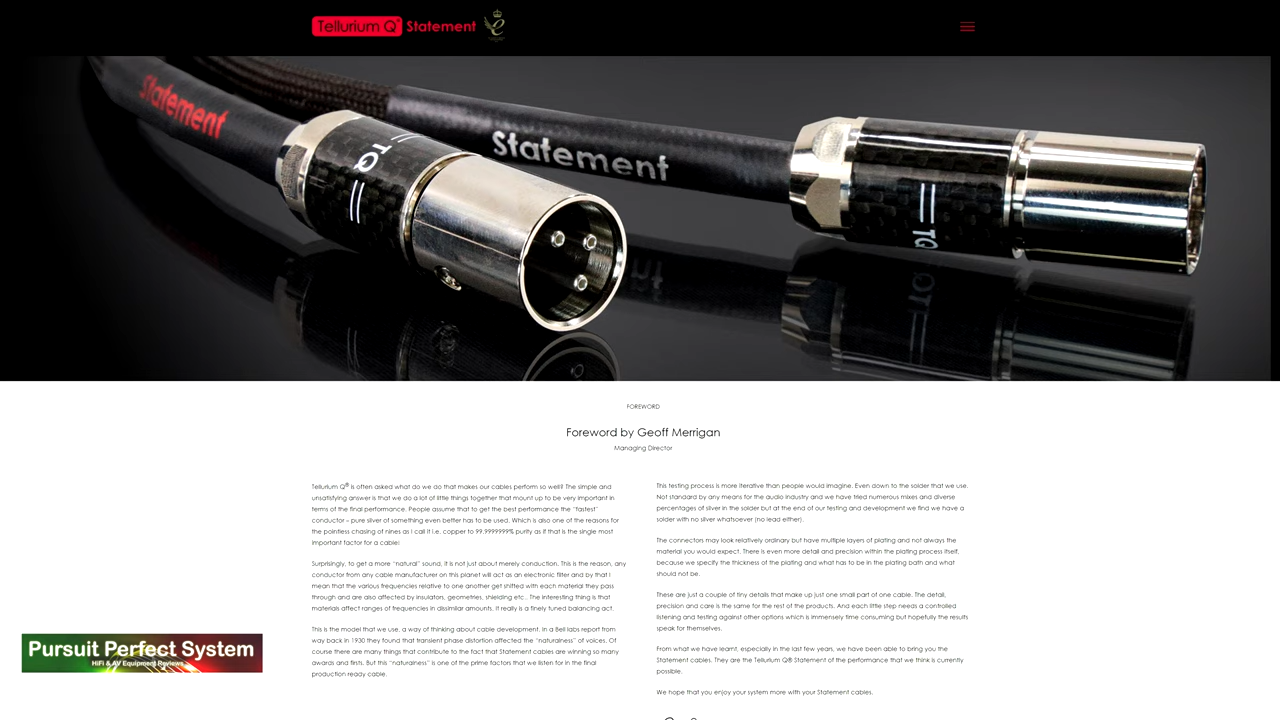 Tellurium Q® Statement
Statement
Statement
TQ
TQ
FOREWORD
Foreword by Geoff Merrigan
Managing Director
Tellurium Q® is often asked what do we do that makes our cables perform so well? The simple and
unsatisfying answer is that we do a lot of little things together that mount up to be very important in
terms of the final performance. People assume that to get the best performance the "fastest"
conductor – pure silver of something even better has to be used. Which is also one of the reasons for
the pointless chasing of nines as I call it i.e. copper to 99.9999999% purity as if that is the single most
important factor for a cable!
Surprisingly, to get a more "natural" sound, it is not just about merely conduction. This is the reason, any
conductor from any cable manufacturer on this planet will act as an electronic filter and by that I
mean that the various frequencies relative to one another get shifted with each material they pass
through and are also affected by insulators, geometries, shielding etc.. The interesting thing is that
materials affect ranges of frequencies in dissimilar amounts. It really is a finely tuned balancing act.
This is the model that we use, a way of thinking about cable development. In a Bell labs report from
way back in 1930 they found that transient phase distortion affected the "naturalness" of voices. Of
course there are many things that contribute to the fact that Statement cables are winning so many
awards and firsts. But this "naturalness" is one of the prime factors that we listen for in the final
production ready cable.
This testing process is more iterative than people would imagine. Even down to the solder that we use.
Not standard by any means for the audio industry and we have tried numerous mixes and diverse
percentages of silver in the solder but at the end of our testing and development we find we have a
solder with no silver whatsoever (no lead either).
The connectors may look relatively ordinary but have multiple layers of plating and not always the
material you would expect. There is even more detail and precision within the plating process itself,
because we specify the thickness of the plating and what has to be in the plating bath and what
should not be.
These are just a couple of tiny details that make up just one small part of one cable. The detail,
precision and care is the same for the rest of the products. And each little step needs a controlled
listening and testing against other options which is immensely time consuming but hopefully the results
speak for themselves.
From what we have learnt, especially in the last few years, we have been able to bring you the
Statement cables. They are the Tellurium Q® Statement of the performance that we think is currently
possible.
We hope that you enjoy your system more with your Statement cables.
Pursuit Perfect System
HiFi & AV Equipment Reviews